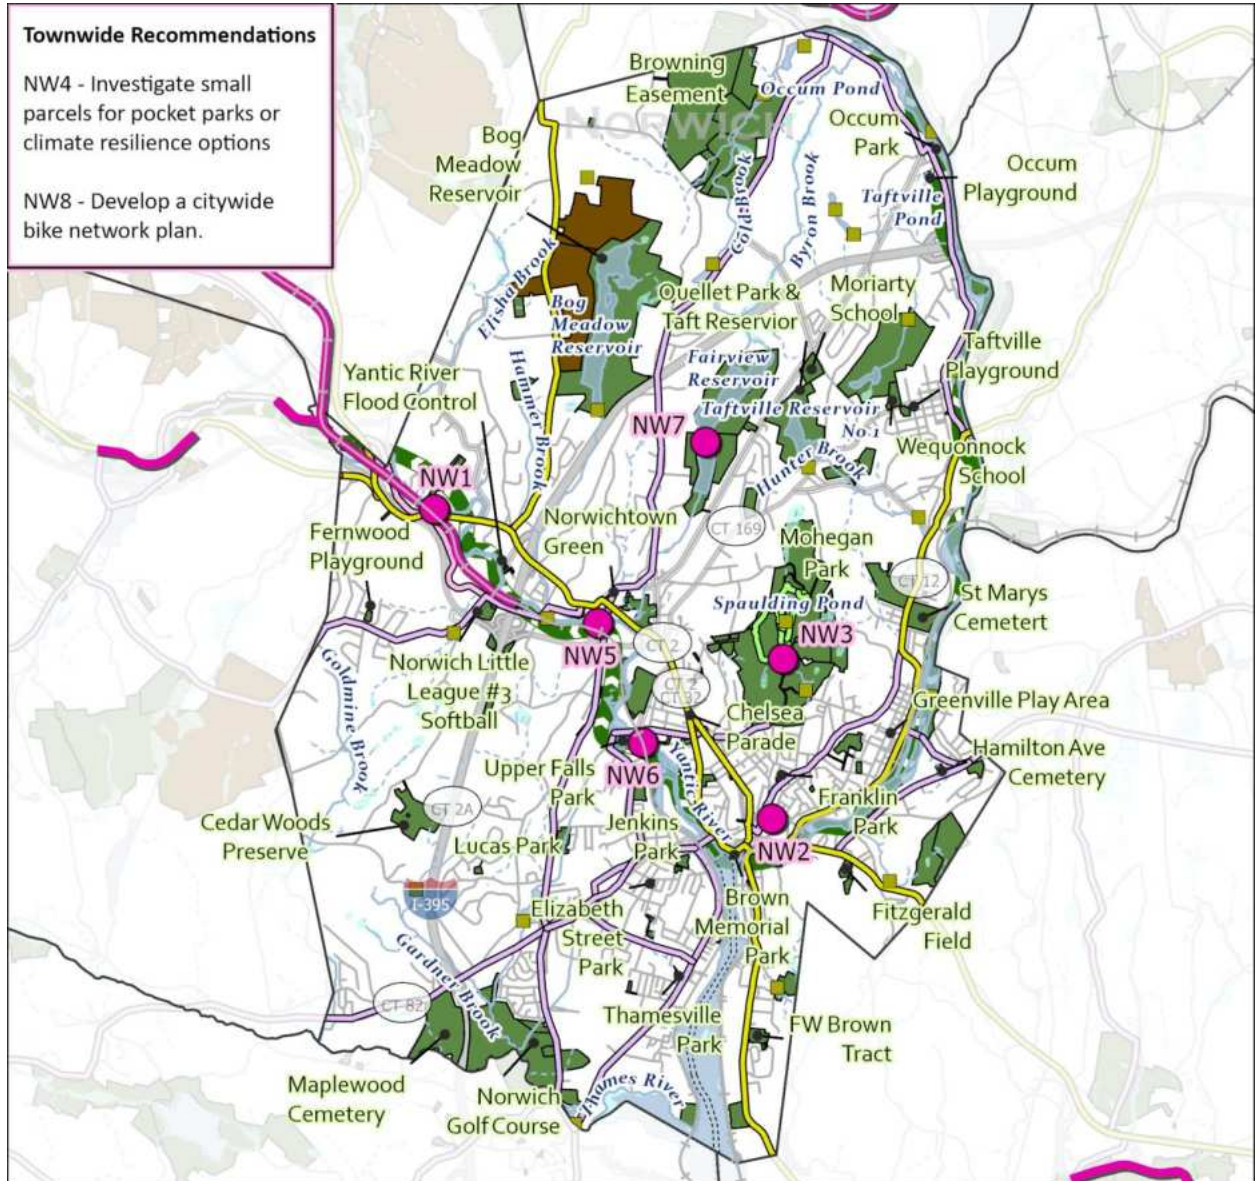 Townwide Recommendations
NW4 - Investigate small
parcels for pocket parks or
climate resilience options
NW8 - Develop a citywide
bike network plan.
Browning
Easement
NORWICH
Occum Pond
Occum
Park
Occum
Playground
Bog
Meadow
Reservoir
Cold Brook
Byron Brook
Taftville
Pond
Elisha Brook
Bog
Meadow
Reservoir
Ouellet Park &
Taft Reservior
Moriarty
School
Taftville
Playground
Yantic River
Flood Control
Hammer Brook
Fairview
Reservoir
Taftville Reservoir
No 1
NW7
Hunter Brook
Wequonnock
School
NW1
Fernwood
Playground
Norwichtown
Green
CT 169
Mohegan
Park
CT 12
St Marys
Cemetert
Spaulding Pond
NW3
NW5
CT 2
CT 2
CT 32
Goldmine Brook
Norwich Little
League #3
Softball
Chelsea
Parade
Greenville Play Area
Hamilton Ave
Cemetery
Upper Falls
Park
NW6
Yantic River
Cedar Woods
Preserve
CT 2A
Lucas Park
Jenkins
Park
Franklin
Park
NW2
I-395
Elizabeth
Street
Park
Brown
Memorial
Park
Fitzgerald
Field
Gardner Brook
CT 82
Thamesville
Park
FW Brown
Tract
Maplewood
Cemetery
Norwich
Golf Course
Thames River